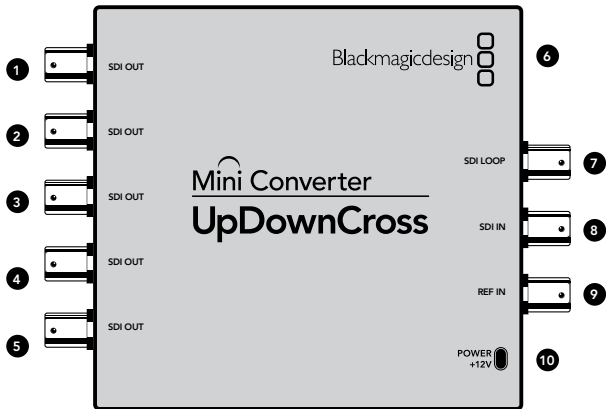 Blackmagicdesign
6
1
SDI OUT
2
SDI OUT
SDI LOOP
7
3
SDI OUT
Mini Converter
UpDownCross
SDI IN
8
4
SDI OUT
REF IN
9
5
SDI OUT
POWER
+12V
10